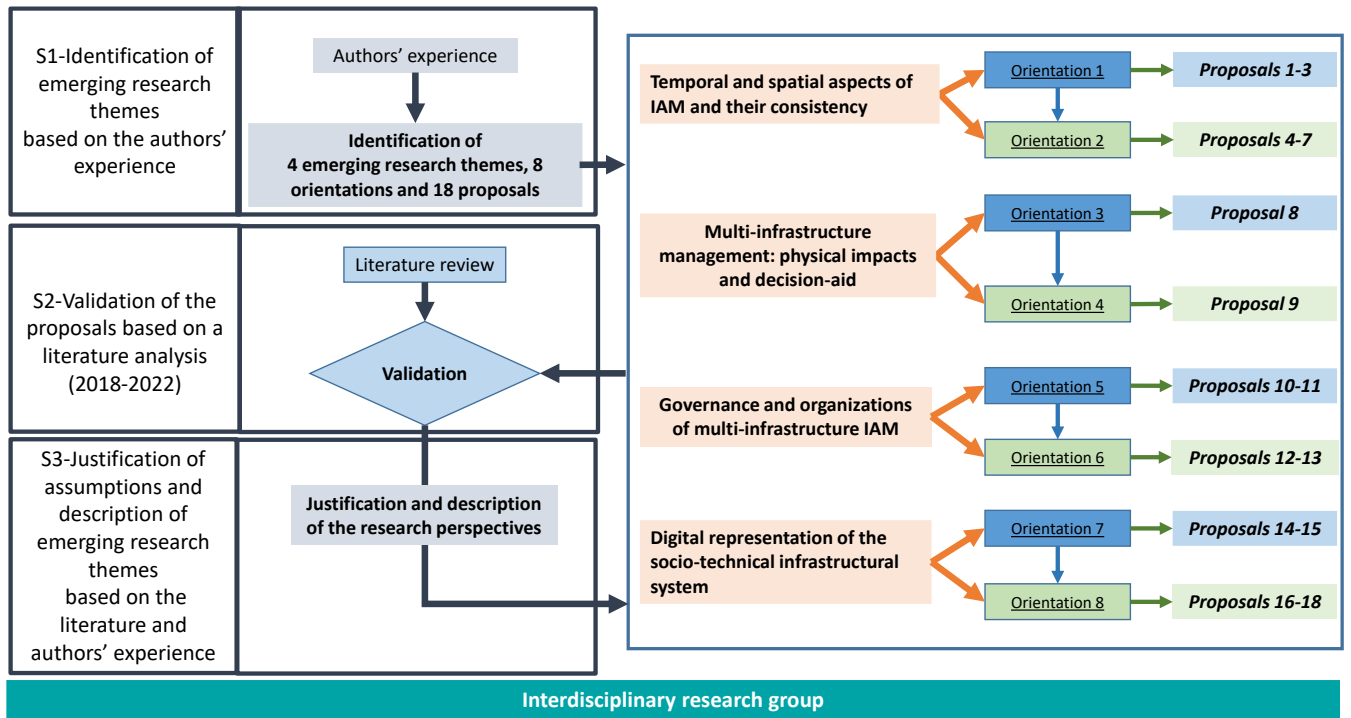 S1-Identification of
emerging research
themes
based on the authors'
experience
Authors' experience
Identification of
4 emerging research themes, 8
orientations and 18 proposals
S2-Validation of the
proposals based on a
literature analysis
(2018-2022)
Literature review
Validation
S3-Justification of
assumptions and
description of
emerging research
themes
based on the
literature and
authors' experience
Justification and description
of the research perspectives
Temporal and spatial aspects of
IAM and their consistency
Orientation 1
Proposals 1-3
Orientation 2
Proposals 4-7
Multi-infrastructure
management: physical impacts
and decision-aid
Orientation 3
Proposal 8
Orientation 4
Proposal 9
Governance and organizations
of multi-infrastructure IAM
Orientation 5
Proposals 10-11
Orientation 6
Proposals 12-13
Digital representation of the
socio-technical infrastructural
system
Orientation 7
Proposals 14-15
Orientation 8
Proposals 16-18
Interdisciplinary research group